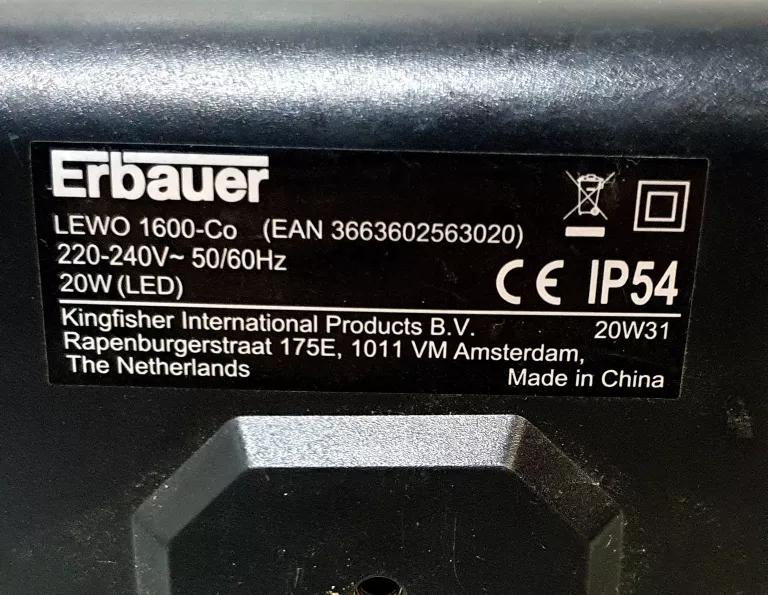 Erbauer
LEWO 1600-Co (EAN 3663602563020)
220-240V~ 50/60Hz
20W (LED)
CE IP54
Kingfisher International Products B.V. 20W31
Rapenburgerstraat 175E, 1011 VM Amsterdam,
The Netherlands
Made in China